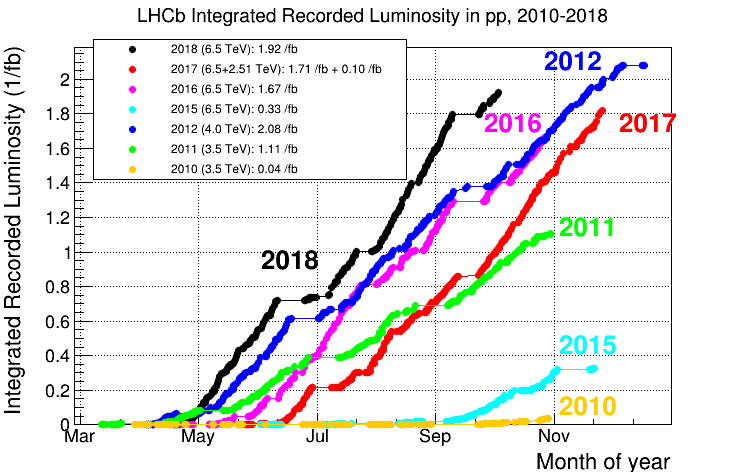 LHCb Integrated Recorded Luminosity in pp, 2010-2018
Integrated Recorded Luminosity (1/fb)
2018 (6.5 TeV): 1.92 /fb
2017 (6.5+2.51 TeV): 1.71 /fb + 0.10 /fb
2016 (6.5 TeV): 1.67 /fb
2015 (6.5 TeV): 0.33 /fb
2012 (4.0 TeV): 2.08 /fb
2011 (3.5 TeV): 1.11 /fb
2010 (3.5 TeV): 0.04 /fb
2
1.8
1.6
1.4
1.2
1
0.8
0.6
0.4
0.2
0
2012
2016
2017
2011
2018
2015
2010
Mar
May
Jul
Sep
Nov
Month of year